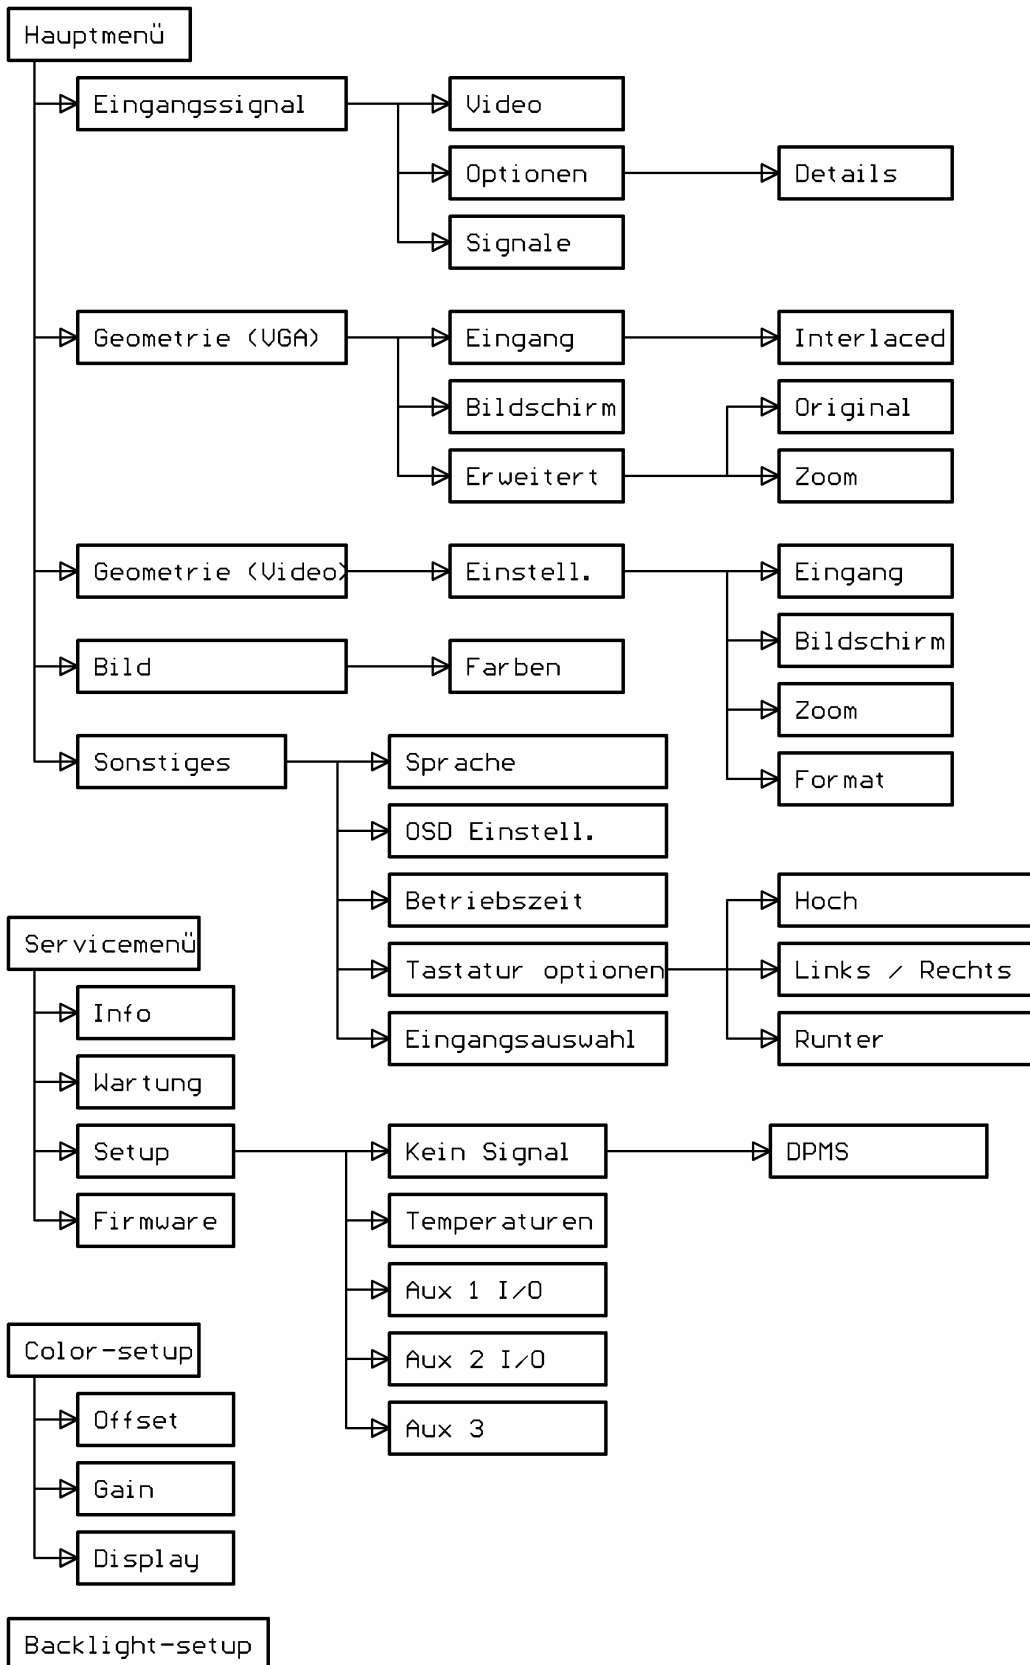 Hauptmenü
Eingangssignal
Video
Optionen
Details
Signale
Geometrie (VGA)
Eingang
Interlaced
Bildschirm
Original
Erweitert
Zoom
Geometrie (Video)
Einstell.
Eingang
Bildschirm
Bild
Farben
Zoom
Sonstiges
Sprache
Format
OSD Einstell.
Betriebszeit
Hoch
Servicemenü
Tastatur optionen
Links / Rechts
Info
Eingangsauswahl
Runter
Wartung
Setup
Kein Signal
DPMS
Firmware
Temperaturen
Aux 1 I/O
Color-setup
Aux 2 I/O
Offset
Aux 3
Gain
Display
Backlight-setup